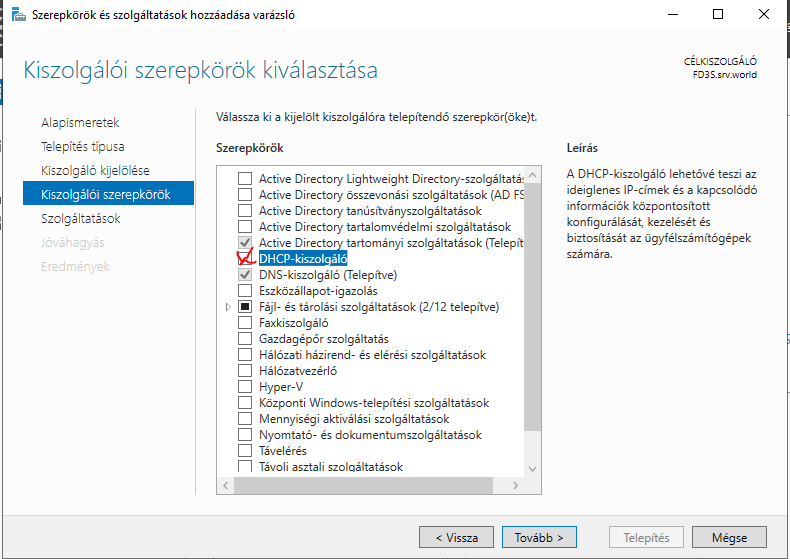 Szerepkörök és szolgáltatások hozzáadása varázsló
Kiszolgálói szerepkörök kiválasztása
CÉLKISZOLGÁLÓ
FD3S.srv.world
Alapismeretek
Telepítés típusa
Kiszolgáló kijelölése
Kiszolgálói szerepkörök
Szolgáltatások
Jóváhagyás
Eredmények
Válassza ki a kijelölt kiszolgálóra telepítendő szerepkör(öke)t.
Szerepkörök
Active Directory Lightweight Directory-szolgáltatás
Active Directory összevonási szolgáltatások (AD FS
Active Directory tanúsítványszolgáltatások
Active Directory tartalomvédelmi szolgáltatások
Active Directory tartományi szolgáltatások (Telepít
DHCP-kiszolgáló
DNS-kiszolgáló (Telepítve)
Eszközállapot-igazolás
Fájl- és tárolási szolgáltatások (2/12 telepítve)
Faxkiszolgáló
Gazdagépőr szolgáltatás
Hálózati házirend- és elérési szolgáltatások
Hálózatvezérlő
Hyper-V
Központi Windows-telepítési szolgáltatások
Mennyiségi aktiválási szolgáltatások
Nyomtató- és dokumentumszolgáltatások
Távelérés
Távoli asztali szolgáltatások
Leírás
A DHCP-kiszolgáló lehetővé teszi az
ideiglenes IP-címek és a kapcsolódó
információk központosított
konfigurálását, kezelését és
biztosítását az ügyfélszámítógépek
számára.
< Vissza
Tovább >
Telepítés
Mégse